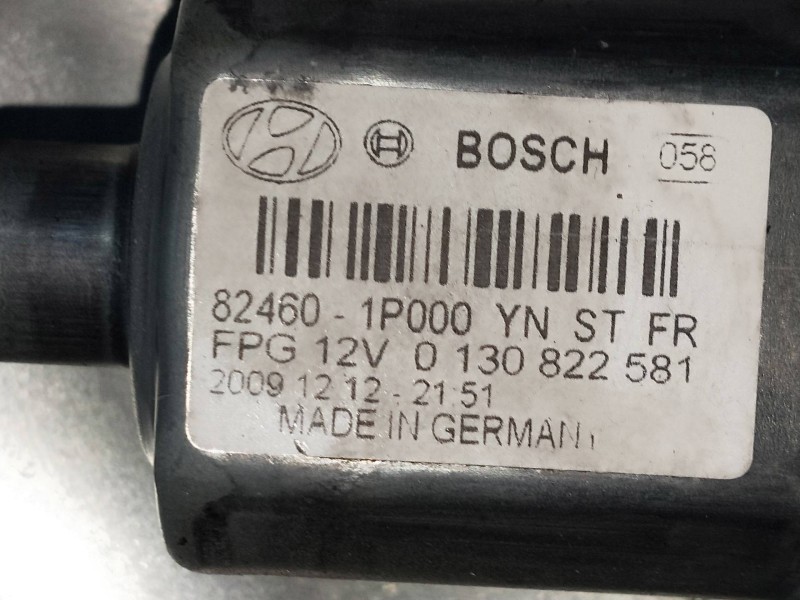 BOSCH 058
82460 - 1P000 YN ST FR
FPG 12V 0 130 822 581
2009 12 12 - 21:51
MADE IN GERMANY